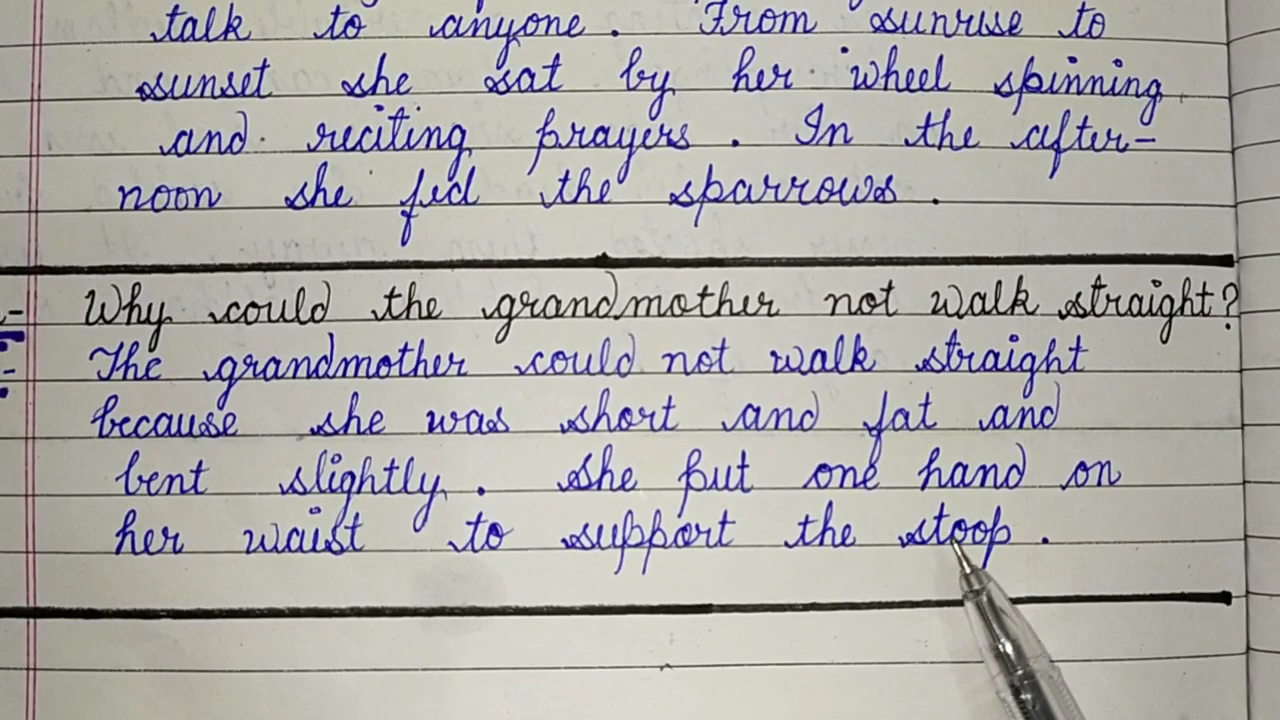 talk to anyone. From sunrise to
sunset she sat by her wheel spinning
and reciting prayers. In the after-
noon she fed the sparrows.
Why could the grandmother not walk straight?
The grandmother could not walk straight
because she was short and fat and
bent slightly. She put one hand on
her waist to support the stoop.